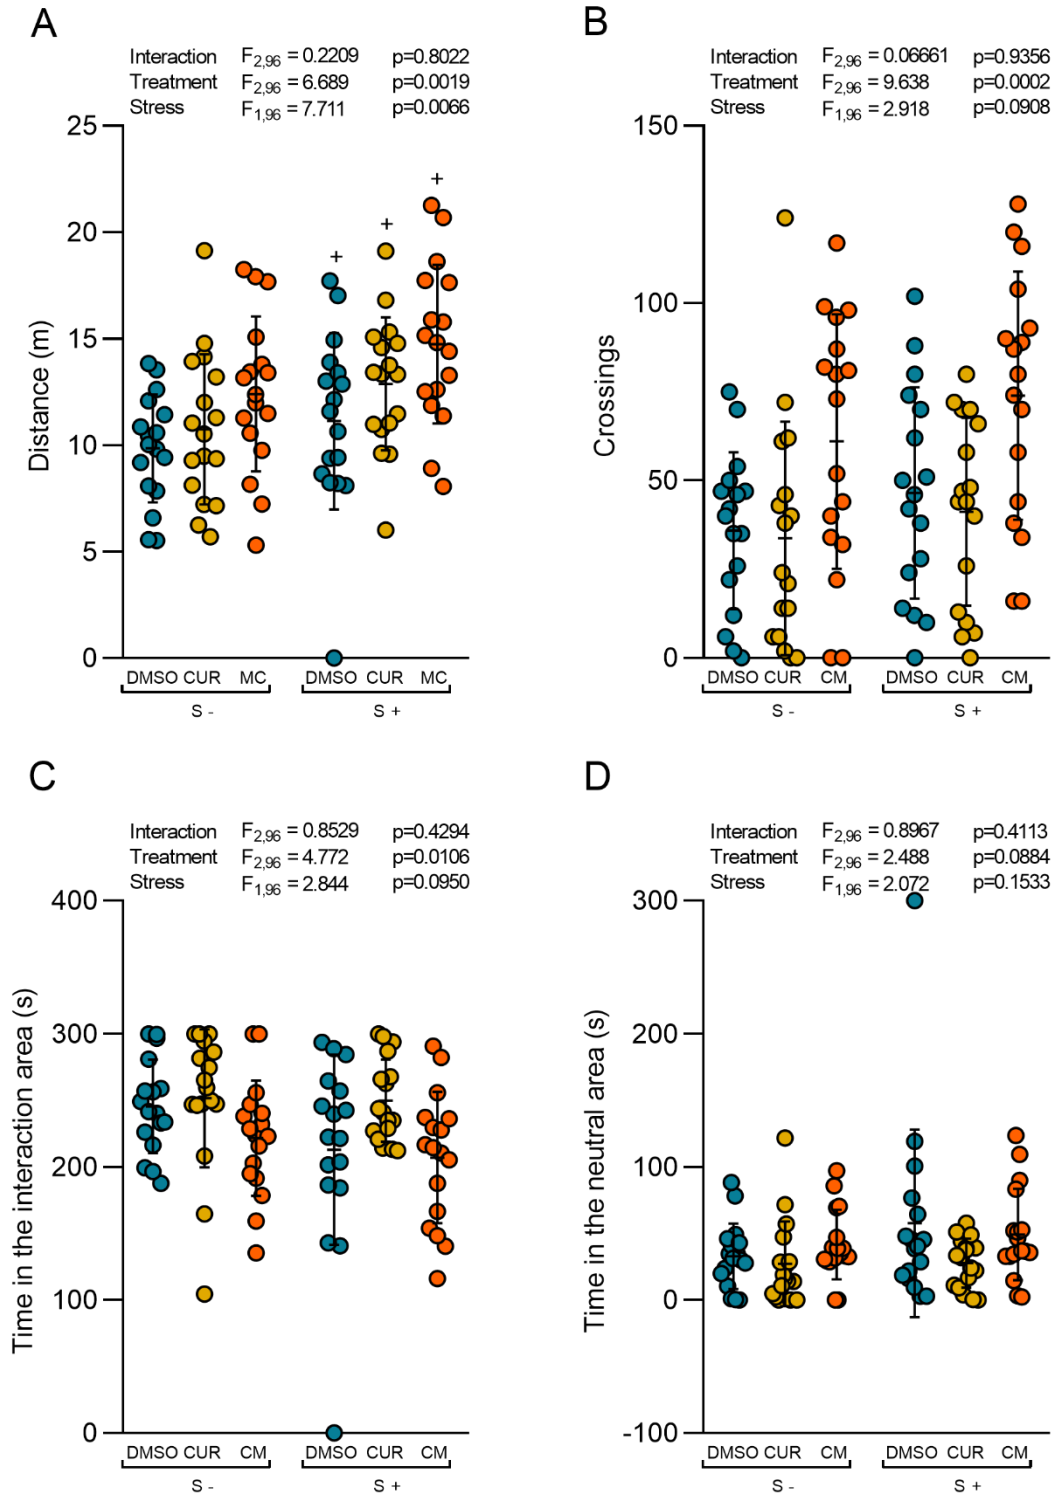 A
Interaction F2,96 = 0.2209 p=0.8022
Treatment F2,96 = 6.689 p=0.0019
Stress F1,96 = 7.711 p=0.0066
25
20
15
10
5
0
Distance (m)
+ + +
DMSO CUR MC DMSO CUR MC
S - S +
B
Interaction F2,96 = 0.06661 p=0.9356
Treatment F2,96 = 9.638 p=0.0002
Stress F1,96 = 2.918 p=0.0908
150
100
50
0
Crossings
DMSO CUR CM DMSO CUR CM
S - S +
C
Interaction F2,96 = 0.8529 p=0.4294
Treatment F2,96 = 4.772 p=0.0106
Stress F1,96 = 2.844 p=0.0950
400
300
200
100
0
Time in the interaction area (s)
DMSO CUR CM DMSO CUR CM
S - S +
D
Interaction F2,96 = 0.8967 p=0.4113
Treatment F2,96 = 2.488 p=0.0884
Stress F1,96 = 2.072 p=0.1533
300
200
100
0
-100
Time in the neutral area (s)
DMSO CUR CM DMSO CUR CM
S - S +